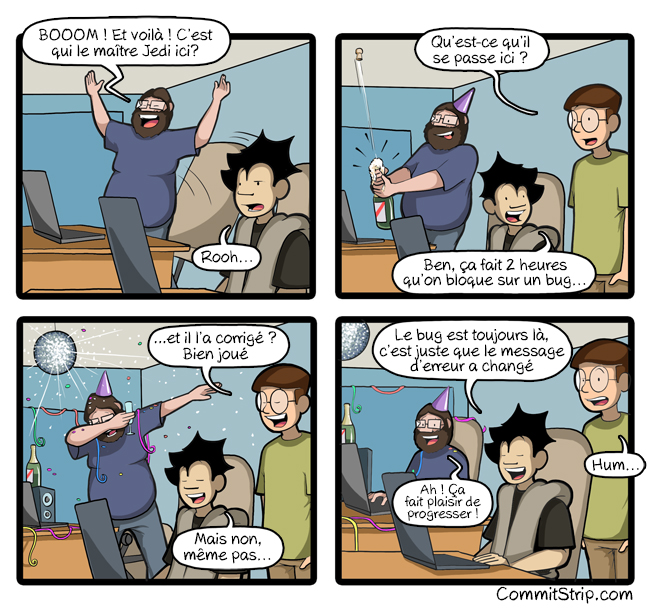 BOOOM ! Et voilà ! C'est
qui le maître Jedi ici?
Rooh...
Qu'est-ce qu'il
se passe ici ?
Ben, ça fait 2 heures
qu'on bloque sur un bug...
...et il l'a corrigé ?
Bien joué
Mais non,
même pas...
Le bug est toujours là,
c'est juste que le message
d'erreur a changé
Hum...
Ah ! Ça
fait plaisir de
progresser !
CommitStrip.com